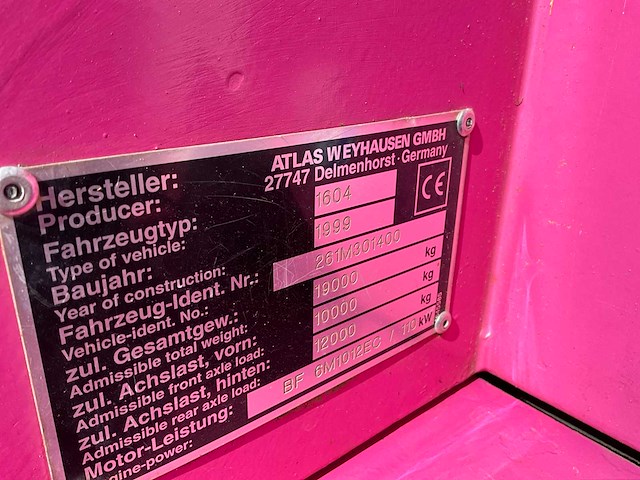 ATLAS WEYHAUSEN GMBH
27747 Delmenhorst · Germany
CE
Hersteller:
Producer:
Fahrzeugtyp: 1604
Type of vehicle:
Baujahr: 1999
Year of construction:
Fahrzeug-Ident. Nr.: 261M301400
Vehicle-ident. No.:
zul. Gesamtgew.: 19000 kg
Admissible total weight:
zul. Achslast, vorn: 10000 kg
Admissible front axle load:
zul. Achslast, hinten: 12000 kg
Admissible rear axle load:
Motor-Leistung: BF 6M1012EC / 110 kW
ngine-power: